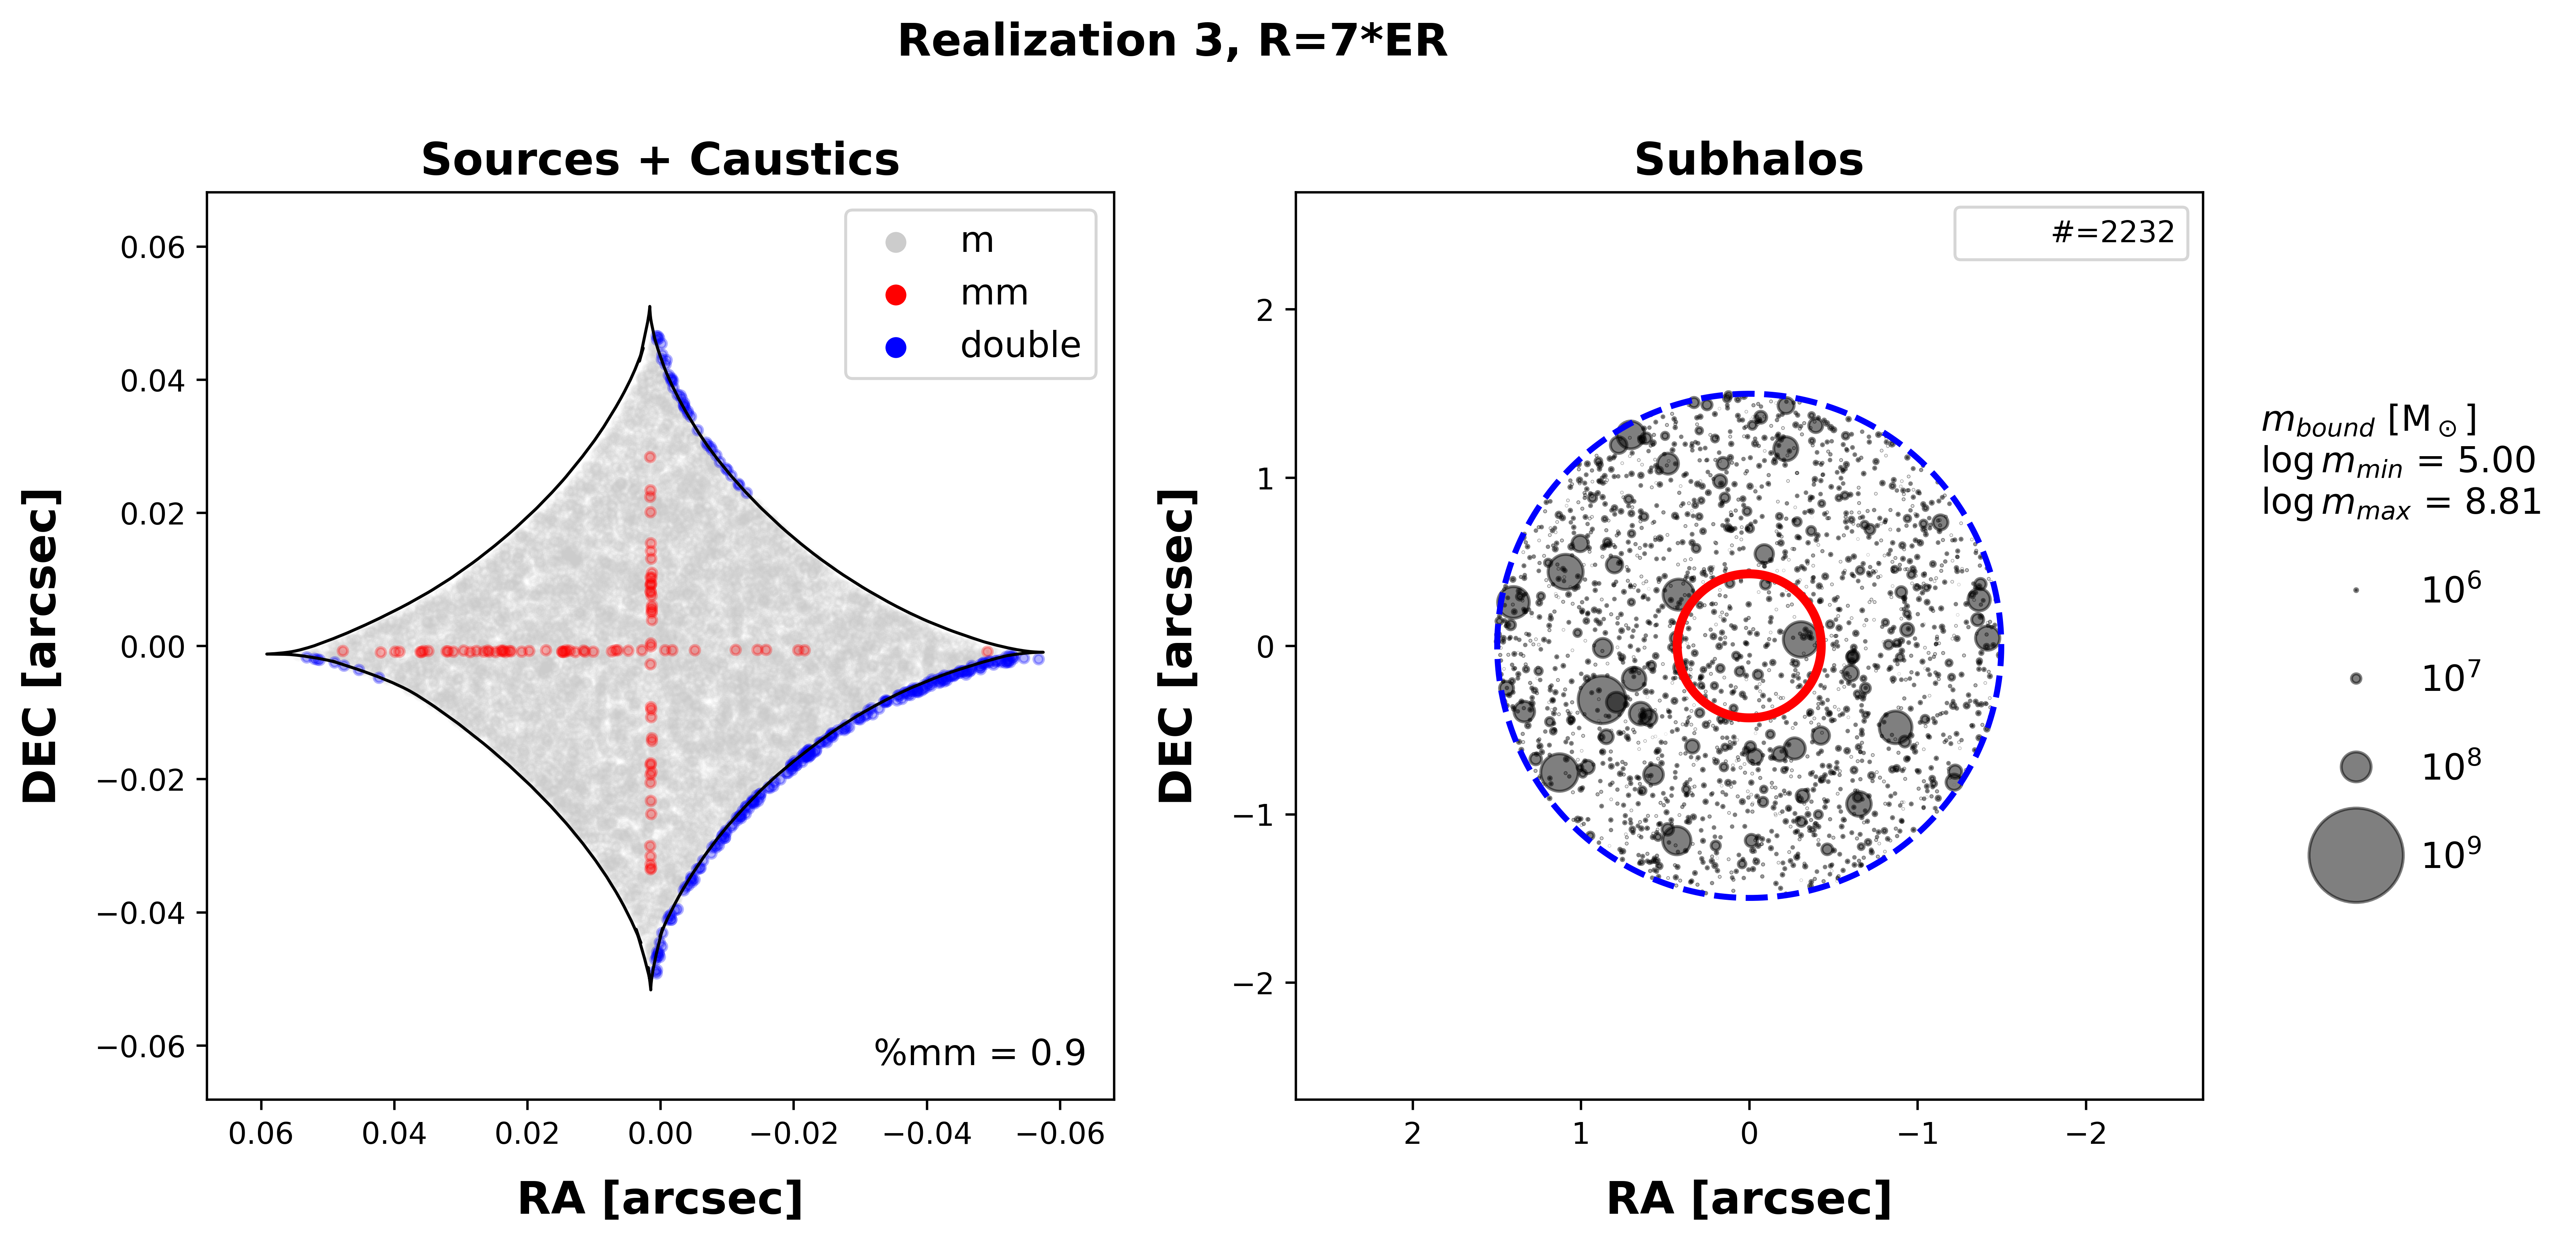 Realization 3, R=7*ER
Sources + Caustics
m
mm
double
0.06
0.04
0.02
0.00
−0.02
−0.04
−0.06
DEC [arcsec]
%mm = 0.9
0.06
0.04
0.02
0.00
−0.02
−0.04
−0.06
RA [arcsec]
Subhalos
#=2232
2
1
0
−1
−2
DEC [arcsec]
2
1
0
−1
−2
RA [arcsec]
m_bound [M_⊙]
log m_min = 5.00
log m_max = 8.81
10^6
10^7
10^8
10^9